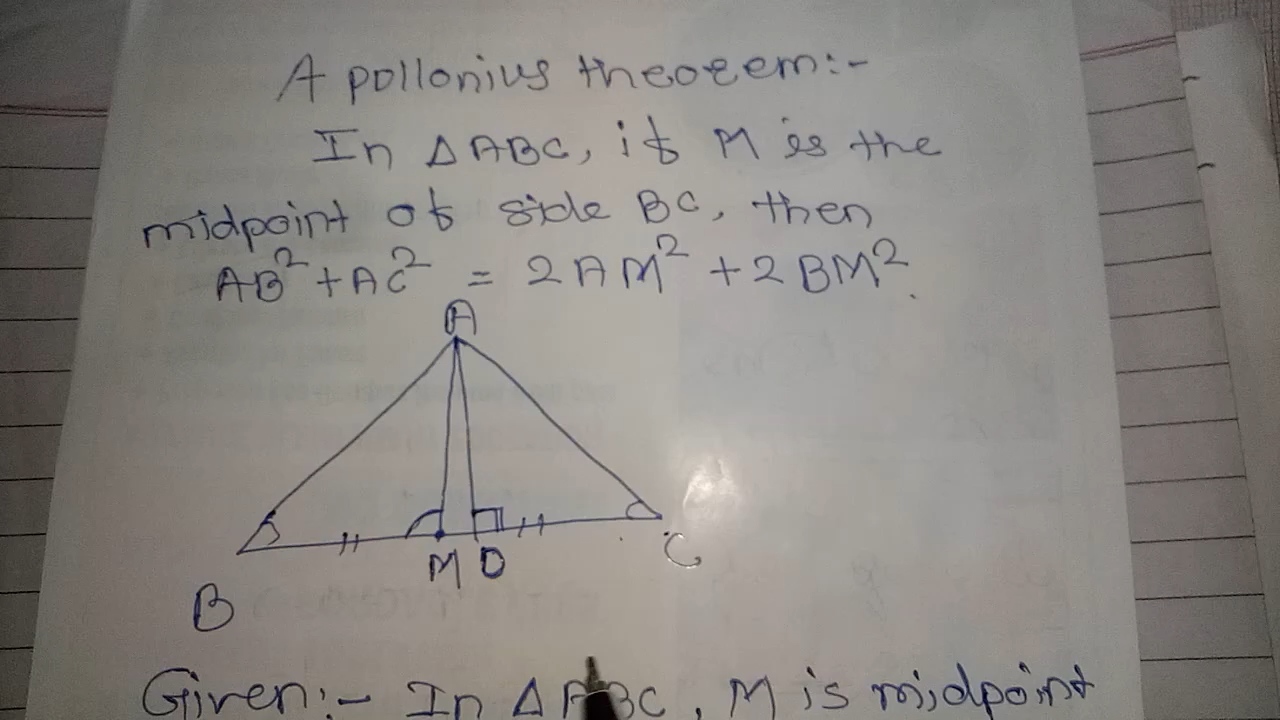 Apollonius theorem:-
In △ABC, if M is the
midpoint of side BC, then
AB² + AC² = 2AM² + 2BM².
A
M D
C
B
Given:- In △ABC, M is midpoint